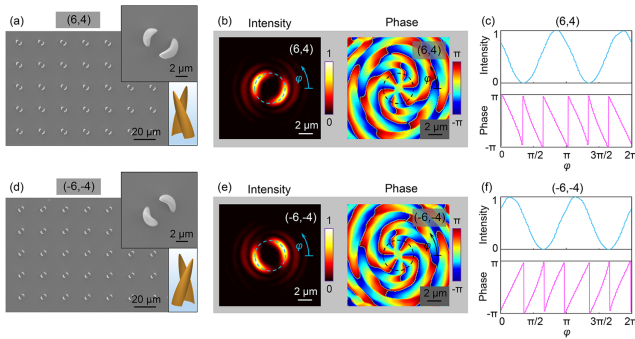 (a)
(6,4)
2 μm
20 μm
(b)
Intensity
Phase
(6,4)
φ
2 μm
1
0
(6,4)
φ
2 μm
π
-π
(c)
(6,4)
Intensity
1
0
Phase
π
-π
0
π/2
π
3π/2
2π
φ
(d)
(-6,-4)
2 μm
20 μm
(e)
Intensity
Phase
(-6,-4)
φ
2 μm
1
0
(-6,-4)
φ
2 μm
π
-π
(f)
(-6,-4)
Intensity
1
0
Phase
π
-π
0
π/2
π
3π/2
2π
φ